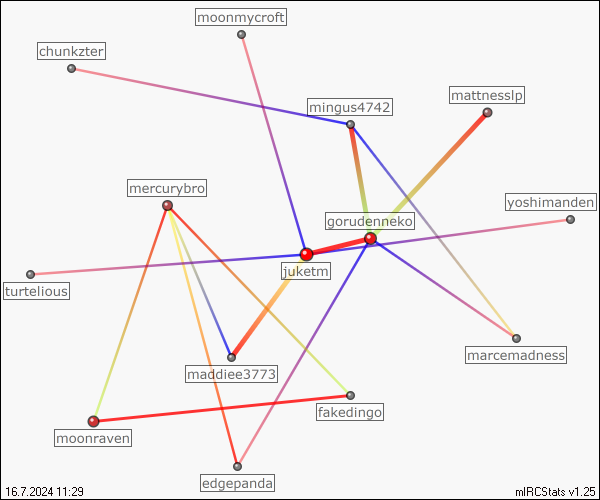 moonmycroft
chunkzter
mattnesslp
mingus4742
mercurybro
yoshimanden
gorudenneko
juketm
turtelious
marcemadness
maddiee3773
fakedingo
moonraven
edgepanda
16.7.2024 11:29
mIRCStats v1.25